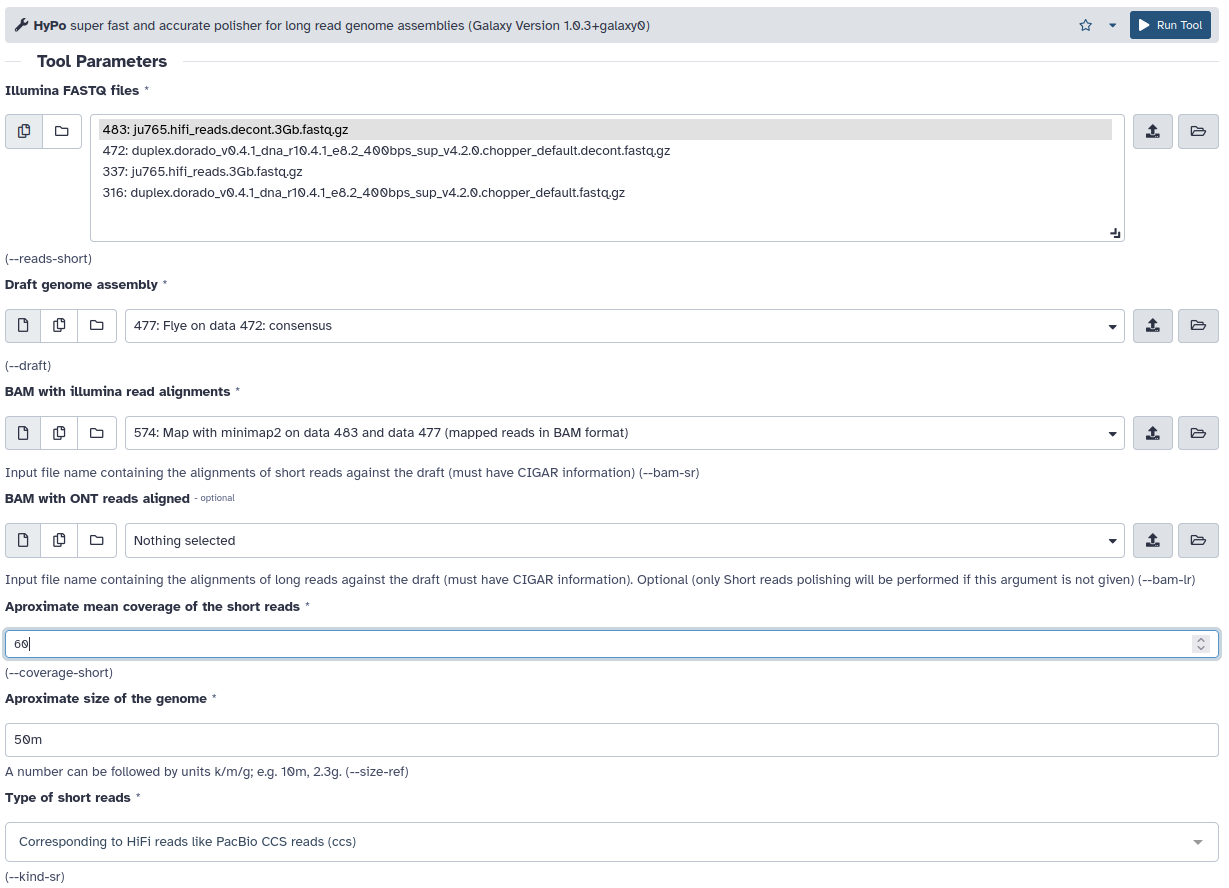 HyPo super fast and accurate polisher for long read genome assemblies (Galaxy Version 1.0.3+galaxy0)
Run Tool
Tool Parameters
Illumina FASTQ files *
483: ju765.hifi_reads.decont.3Gb.fastq.gz
472: duplex.dorado_v0.4.1_dna_r10.4.1_e8.2_400bps_sup_v4.2.0.chopper_default.decont.fastq.gz
337: ju765.hifi_reads.3Gb.fastq.gz
316: duplex.dorado_v0.4.1_dna_r10.4.1_e8.2_400bps_sup_v4.2.0.chopper_default.fastq.gz
(--reads-short)
Draft genome assembly *
477: Flye on data 472: consensus
(--draft)
BAM with illumina read alignments *
574: Map with minimap2 on data 483 and data 477 (mapped reads in BAM format)
Input file name containing the alignments of short reads against the draft (must have CIGAR information) (--bam-sr)
BAM with ONT reads aligned - optional
Nothing selected
Input file name containing the alignments of long reads against the draft (must have CIGAR information). Optional (only Short reads polishing will be performed if this argument is not given) (--bam-lr)
Aproximate mean coverage of the short reads *
60
(--coverage-short)
Aproximate size of the genome *
50m
A number can be followed by units k/m/g; e.g. 10m, 2.3g. (--size-ref)
Type of short reads *
Corresponding to HiFi reads like PacBio CCS reads (ccs)
(--kind-sr)